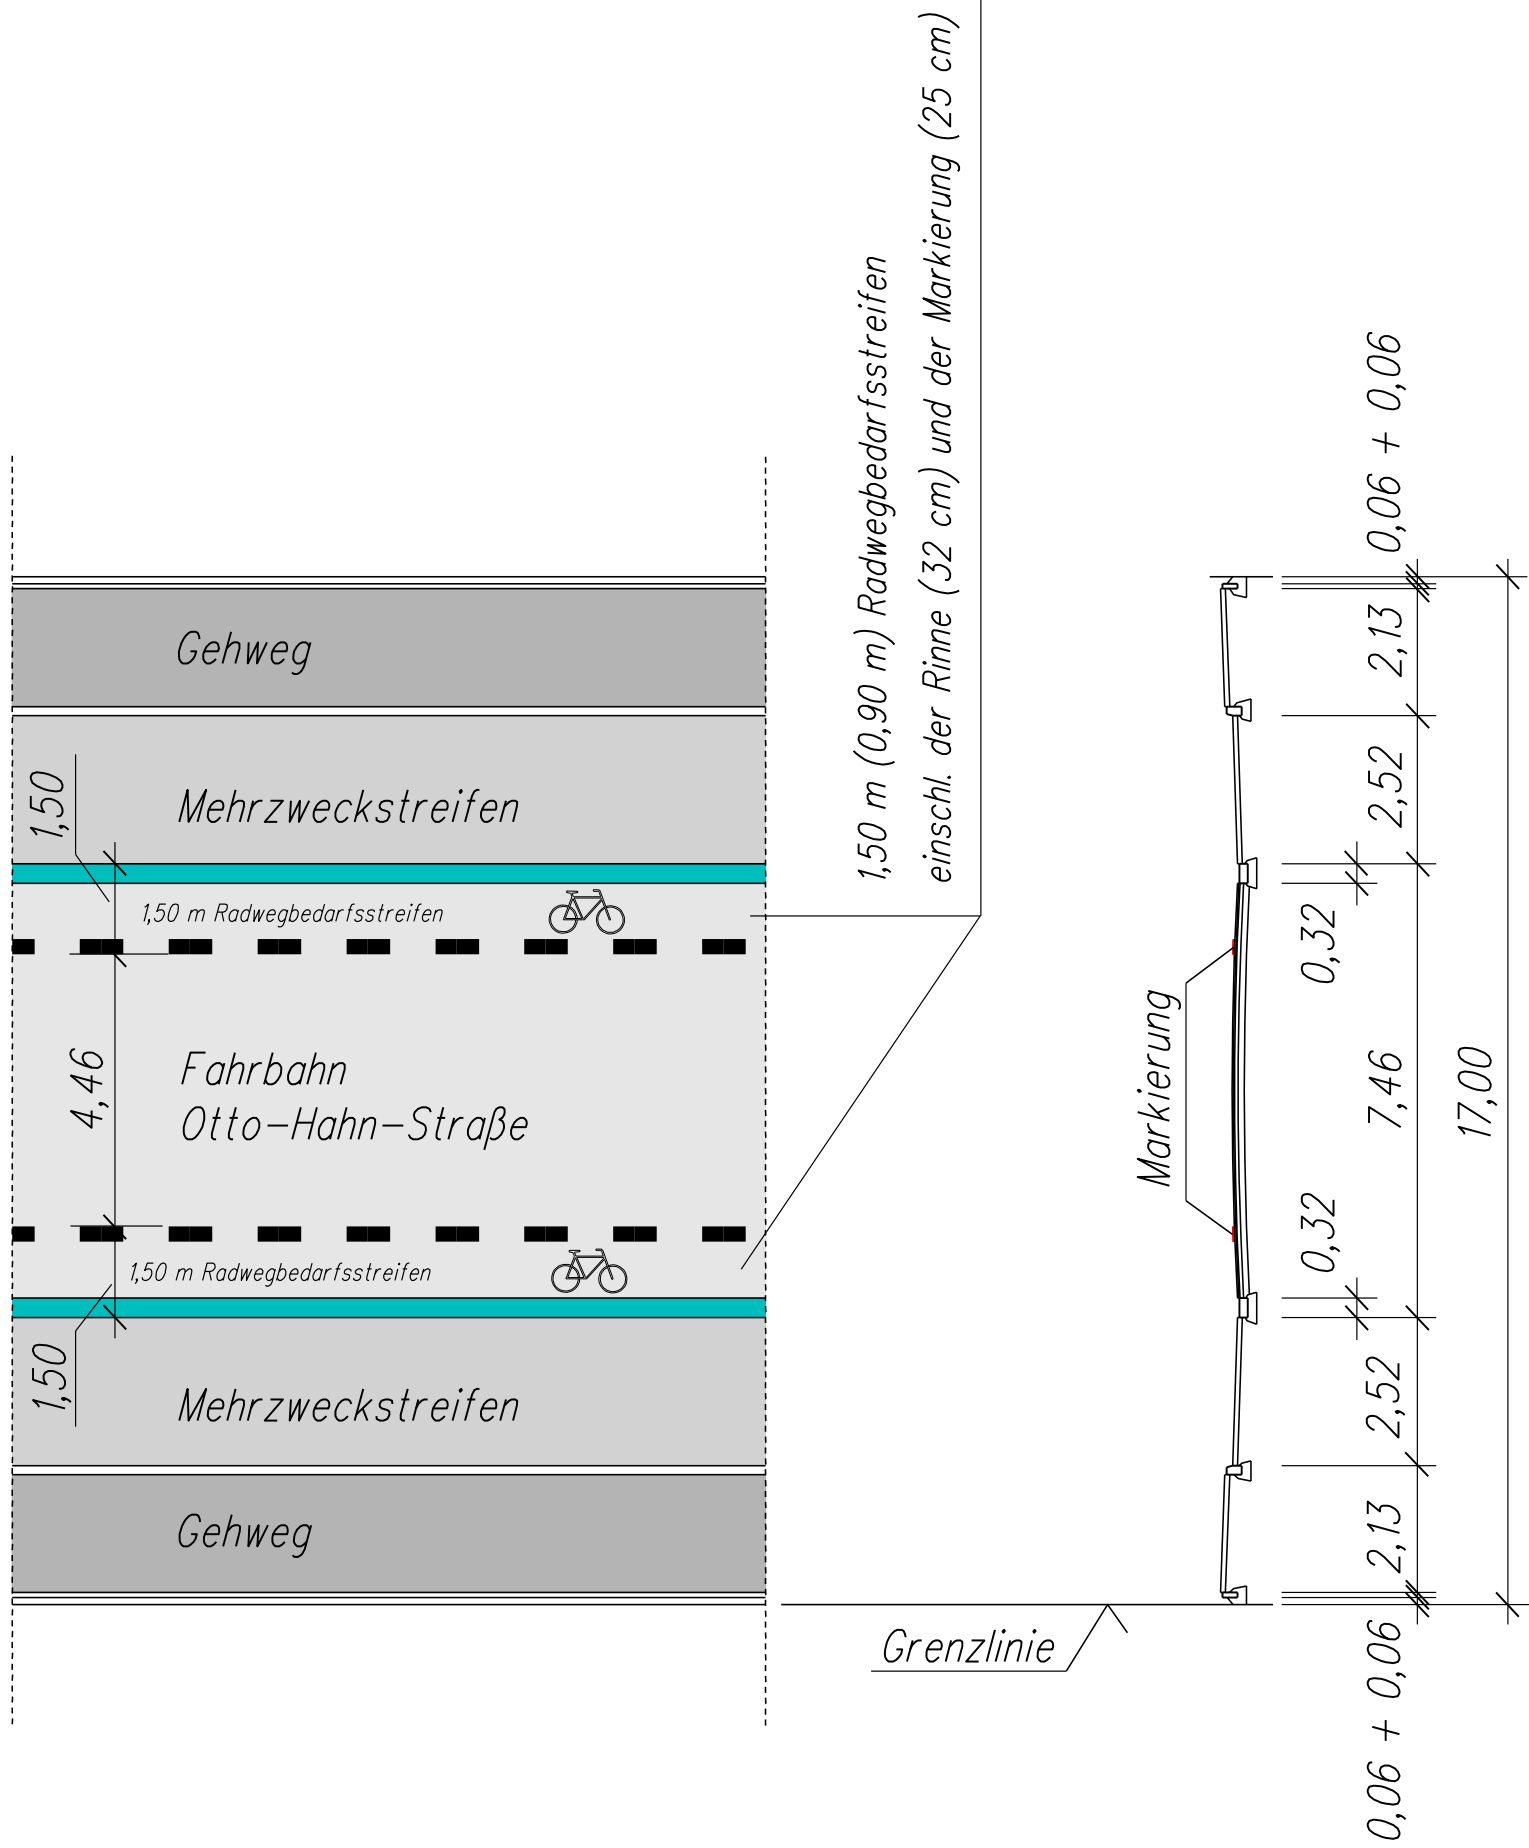 Gehweg
Mehrzweckstreifen
1,50
1,50 m Radwegbedarfsstreifen
4,46
Fahrbahn
Otto-Hahn-Straße
1,50 m Radwegbedarfsstreifen
1,50
Mehrzweckstreifen
Gehweg
1,50 m (0,90 m) Radwegbedarfsstreifen
einschl. der Rinne (32 cm) und der Markierung (25 cm)
Markierung
Grenzlinie
0,32
0,32
0,06 + 0,06
2,13
2,52
7,46
2,52
2,13
0,06 + 0,06
17,00